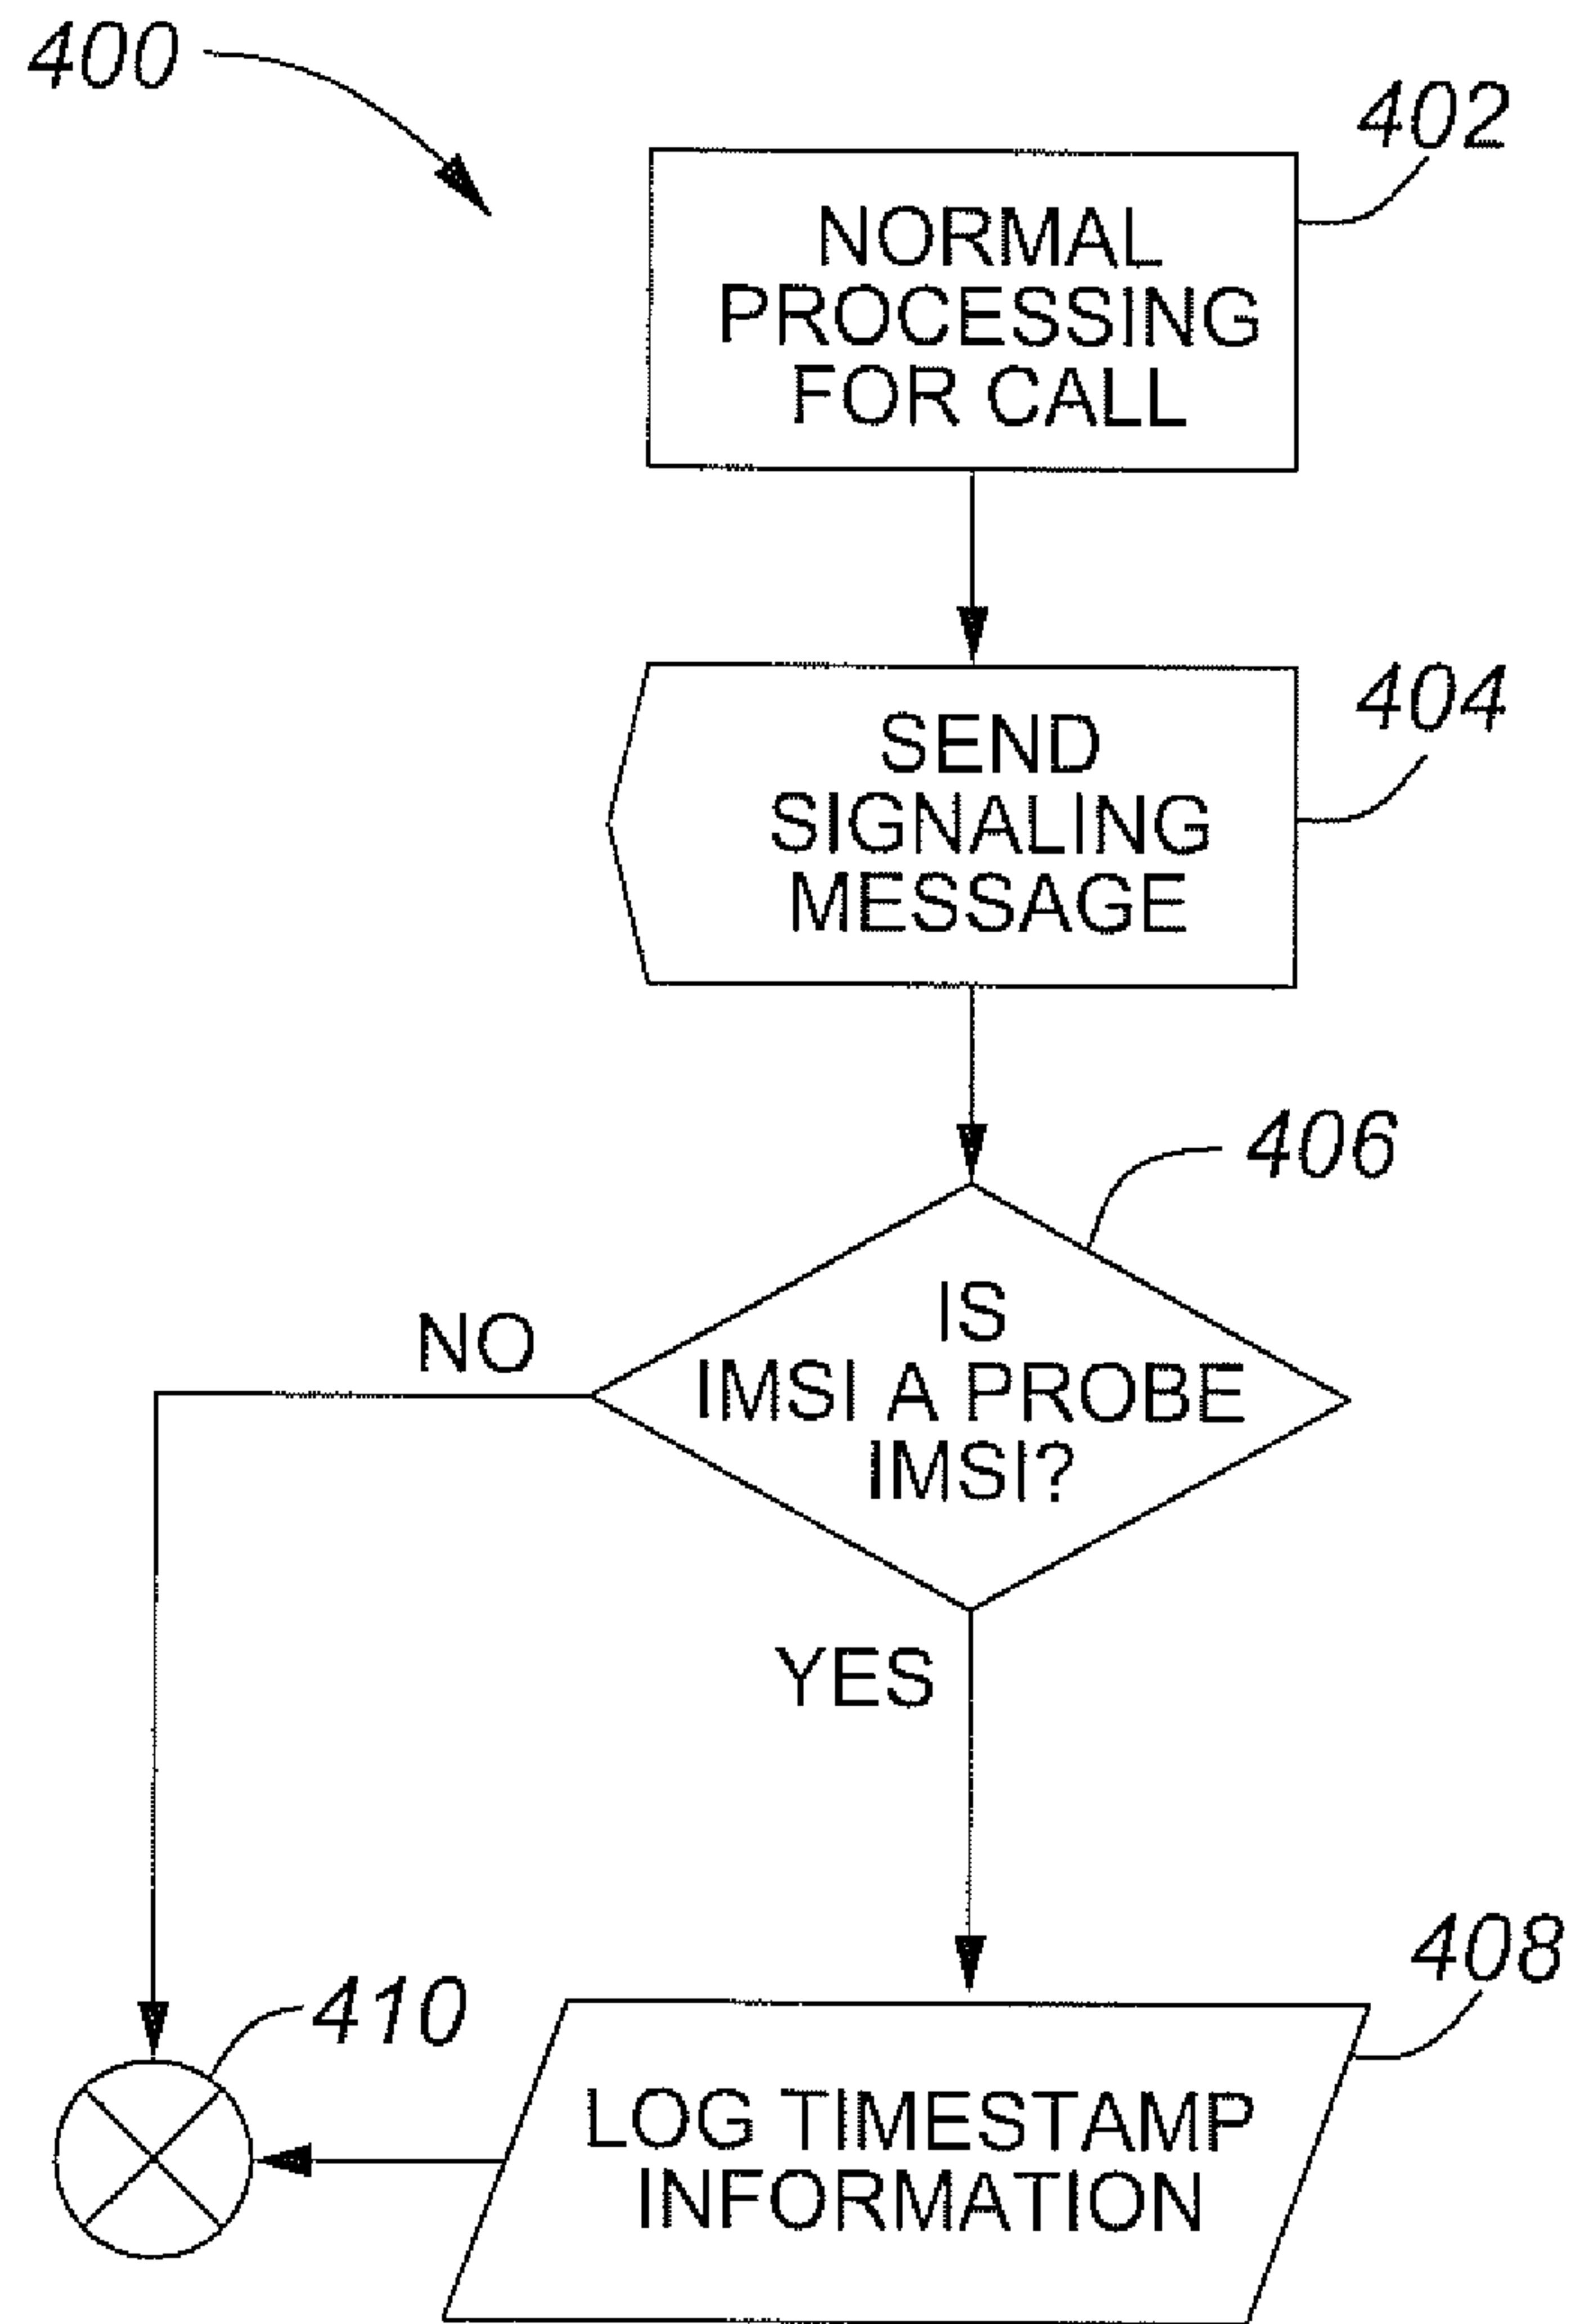 400
402
NORMAL
PROCESSING
FOR CALL
404
SEND
SIGNALING
MESSAGE
406
IS
IMSI A PROBE
IMSI?
NO
YES
408
410
LOG TIMESTAMP
INFORMATION